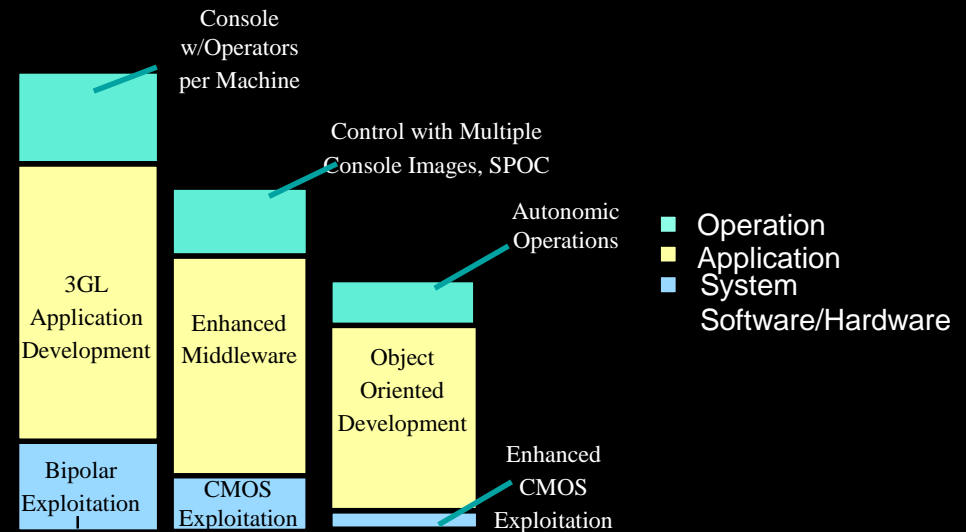 Console
w/Operators
per Machine
Control with Multiple
Console Images, SPOC
Autonomic
Operations
Operation
Application
System
Software/Hardware
3GL
Application
Development
Enhanced
Middleware
Object
Oriented
Development
Bipolar
Exploitation
CMOS
Exploitation
Enhanced
CMOS
Exploitation